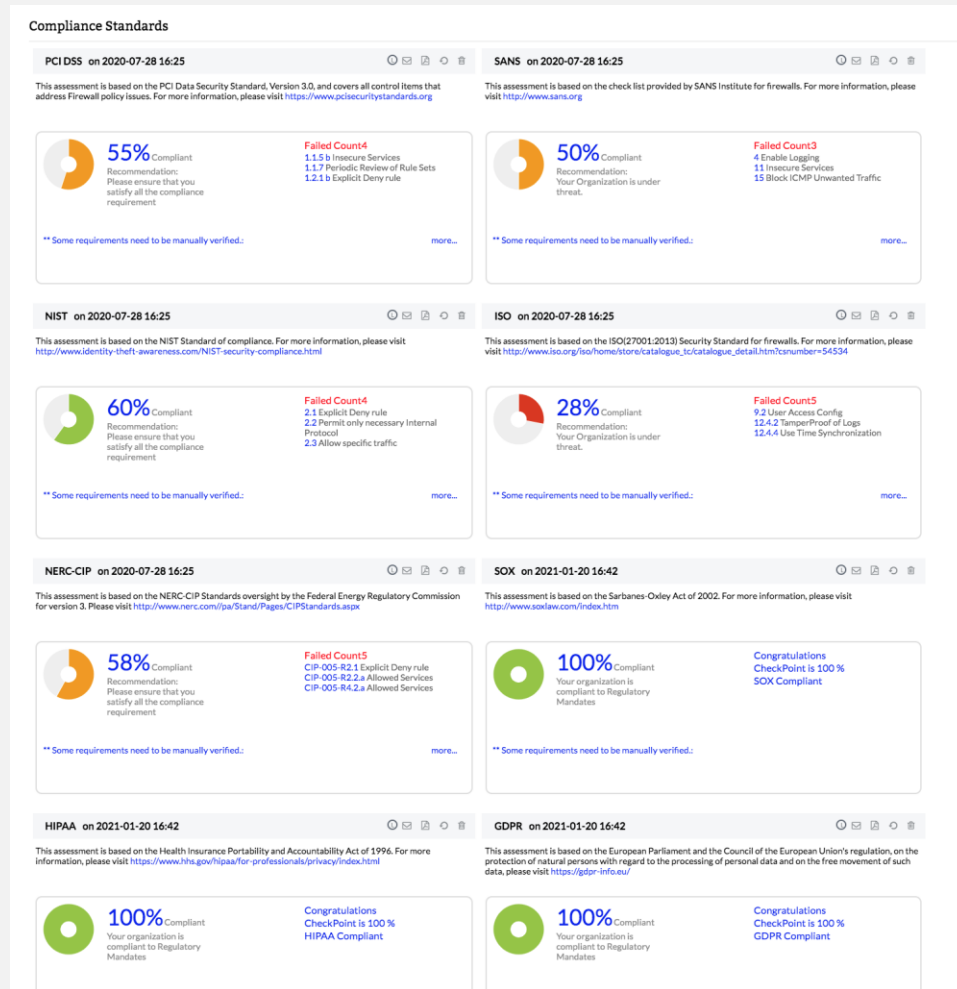 Compliance Standards
PCI DSS on 2020-07-28 16:25
This assessment is based on the PCI Data Security Standard, Version 3.0, and covers all control items that
address Firewall policy issues. For more information, please visit https://www.pcisecuritystandards.org
55% Compliant
Recommendation:
Please ensure that you
satisfy all the compliance
requirement
Failed Count4
1.1.5 b Insecure Services
1.1.7 Periodic Review of Rule Sets
1.2.1 b Explicit Deny rule
** Some requirements need to be manually verified.:
more...
SANS on 2020-07-28 16:25
This assessment is based on the check list provided by SANS Institute for firewalls. For more information, please
visit http://www.sans.org
50% Compliant
Recommendation:
Your Organization is under
threat.
Failed Count3
4 Enable Logging
11 Insecure Services
15 Block ICMP Unwanted Traffic
** Some requirements need to be manually verified.:
more...
NIST on 2020-07-28 16:25
This assessment is based on the NIST Standard of compliance. For more information, please visit
http://www.identity-theft-awareness.com/NIST-security-compliance.html
60% Compliant
Recommendation:
Please ensure that you
satisfy all the compliance
requirement
Failed Count4
2.1 Explicit Deny rule
2.2 Permit only necessary Internal
Protocol
2.3 Allow specific traffic
** Some requirements need to be manually verified.:
more...
ISO on 2020-07-28 16:25
This assessment is based on the ISO(27001:2013) Security Standard for firewalls. For more information, please
visit http://www.iso.org/iso/home/store/catalogue_tc/catalogue_detail.htm?csnumber=54534
28% Compliant
Recommendation:
Your Organization is under
threat.
Failed Count5
9.2 User Access Config
12.4.2 TamperProof of Logs
12.4.4 Use Time Synchronization
** Some requirements need to be manually verified.:
more...
NERC-CIP on 2020-07-28 16:25
This assessment is based on the NERC-CIP Standards oversight by the Federal Energy Regulatory Commission
for version 3. Please visit http://www.nerc.com//pa/Stand/Pages/CIPStandards.aspx
58% Compliant
Recommendation:
Please ensure that you
satisfy all the compliance
requirement
Failed Count5
CIP-005-R2.1 Explicit Deny rule
CIP-005-R2.2.a Allowed Services
CIP-005-R4.2.a Allowed Services
** Some requirements need to be manually verified.:
more...
SOX on 2021-01-20 16:42
This assessment is based on the Sarbanes-Oxley Act of 2002. For more information, please visit
http://www.soxlaw.com/index.htm
100% Compliant
Your organization is
compliant to Regulatory
Mandates
Congratulations
CheckPoint is 100 %
SOX Compliant
** Some requirements need to be manually verified.:
HIPAA on 2021-01-20 16:42
This assessment is based on the Health Insurance Portability and Accountability Act of 1996. For more
information, please visit https://www.hhs.gov/hipaa/for-professionals/privacy/index.html
100% Compliant
Your organization is
compliant to Regulatory
Mandates
Congratulations
CheckPoint is 100 %
HIPAA Compliant
GDPR on 2021-01-20 16:42
This assessment is based on the European Parliament and the Council of the European Union's regulation, on the
protection of natural persons with regard to the processing of personal data and on the free movement of such
data, please visit https://gdpr-info.eu/
100% Compliant
Your organization is
compliant to Regulatory
Mandates
Congratulations
CheckPoint is 100 %
GDPR Compliant